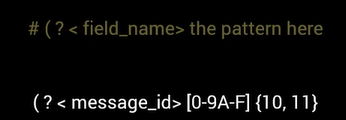 # ( ? < field_name> the pattern here
( ? < message_id> [0-9A-F] {10, 11}